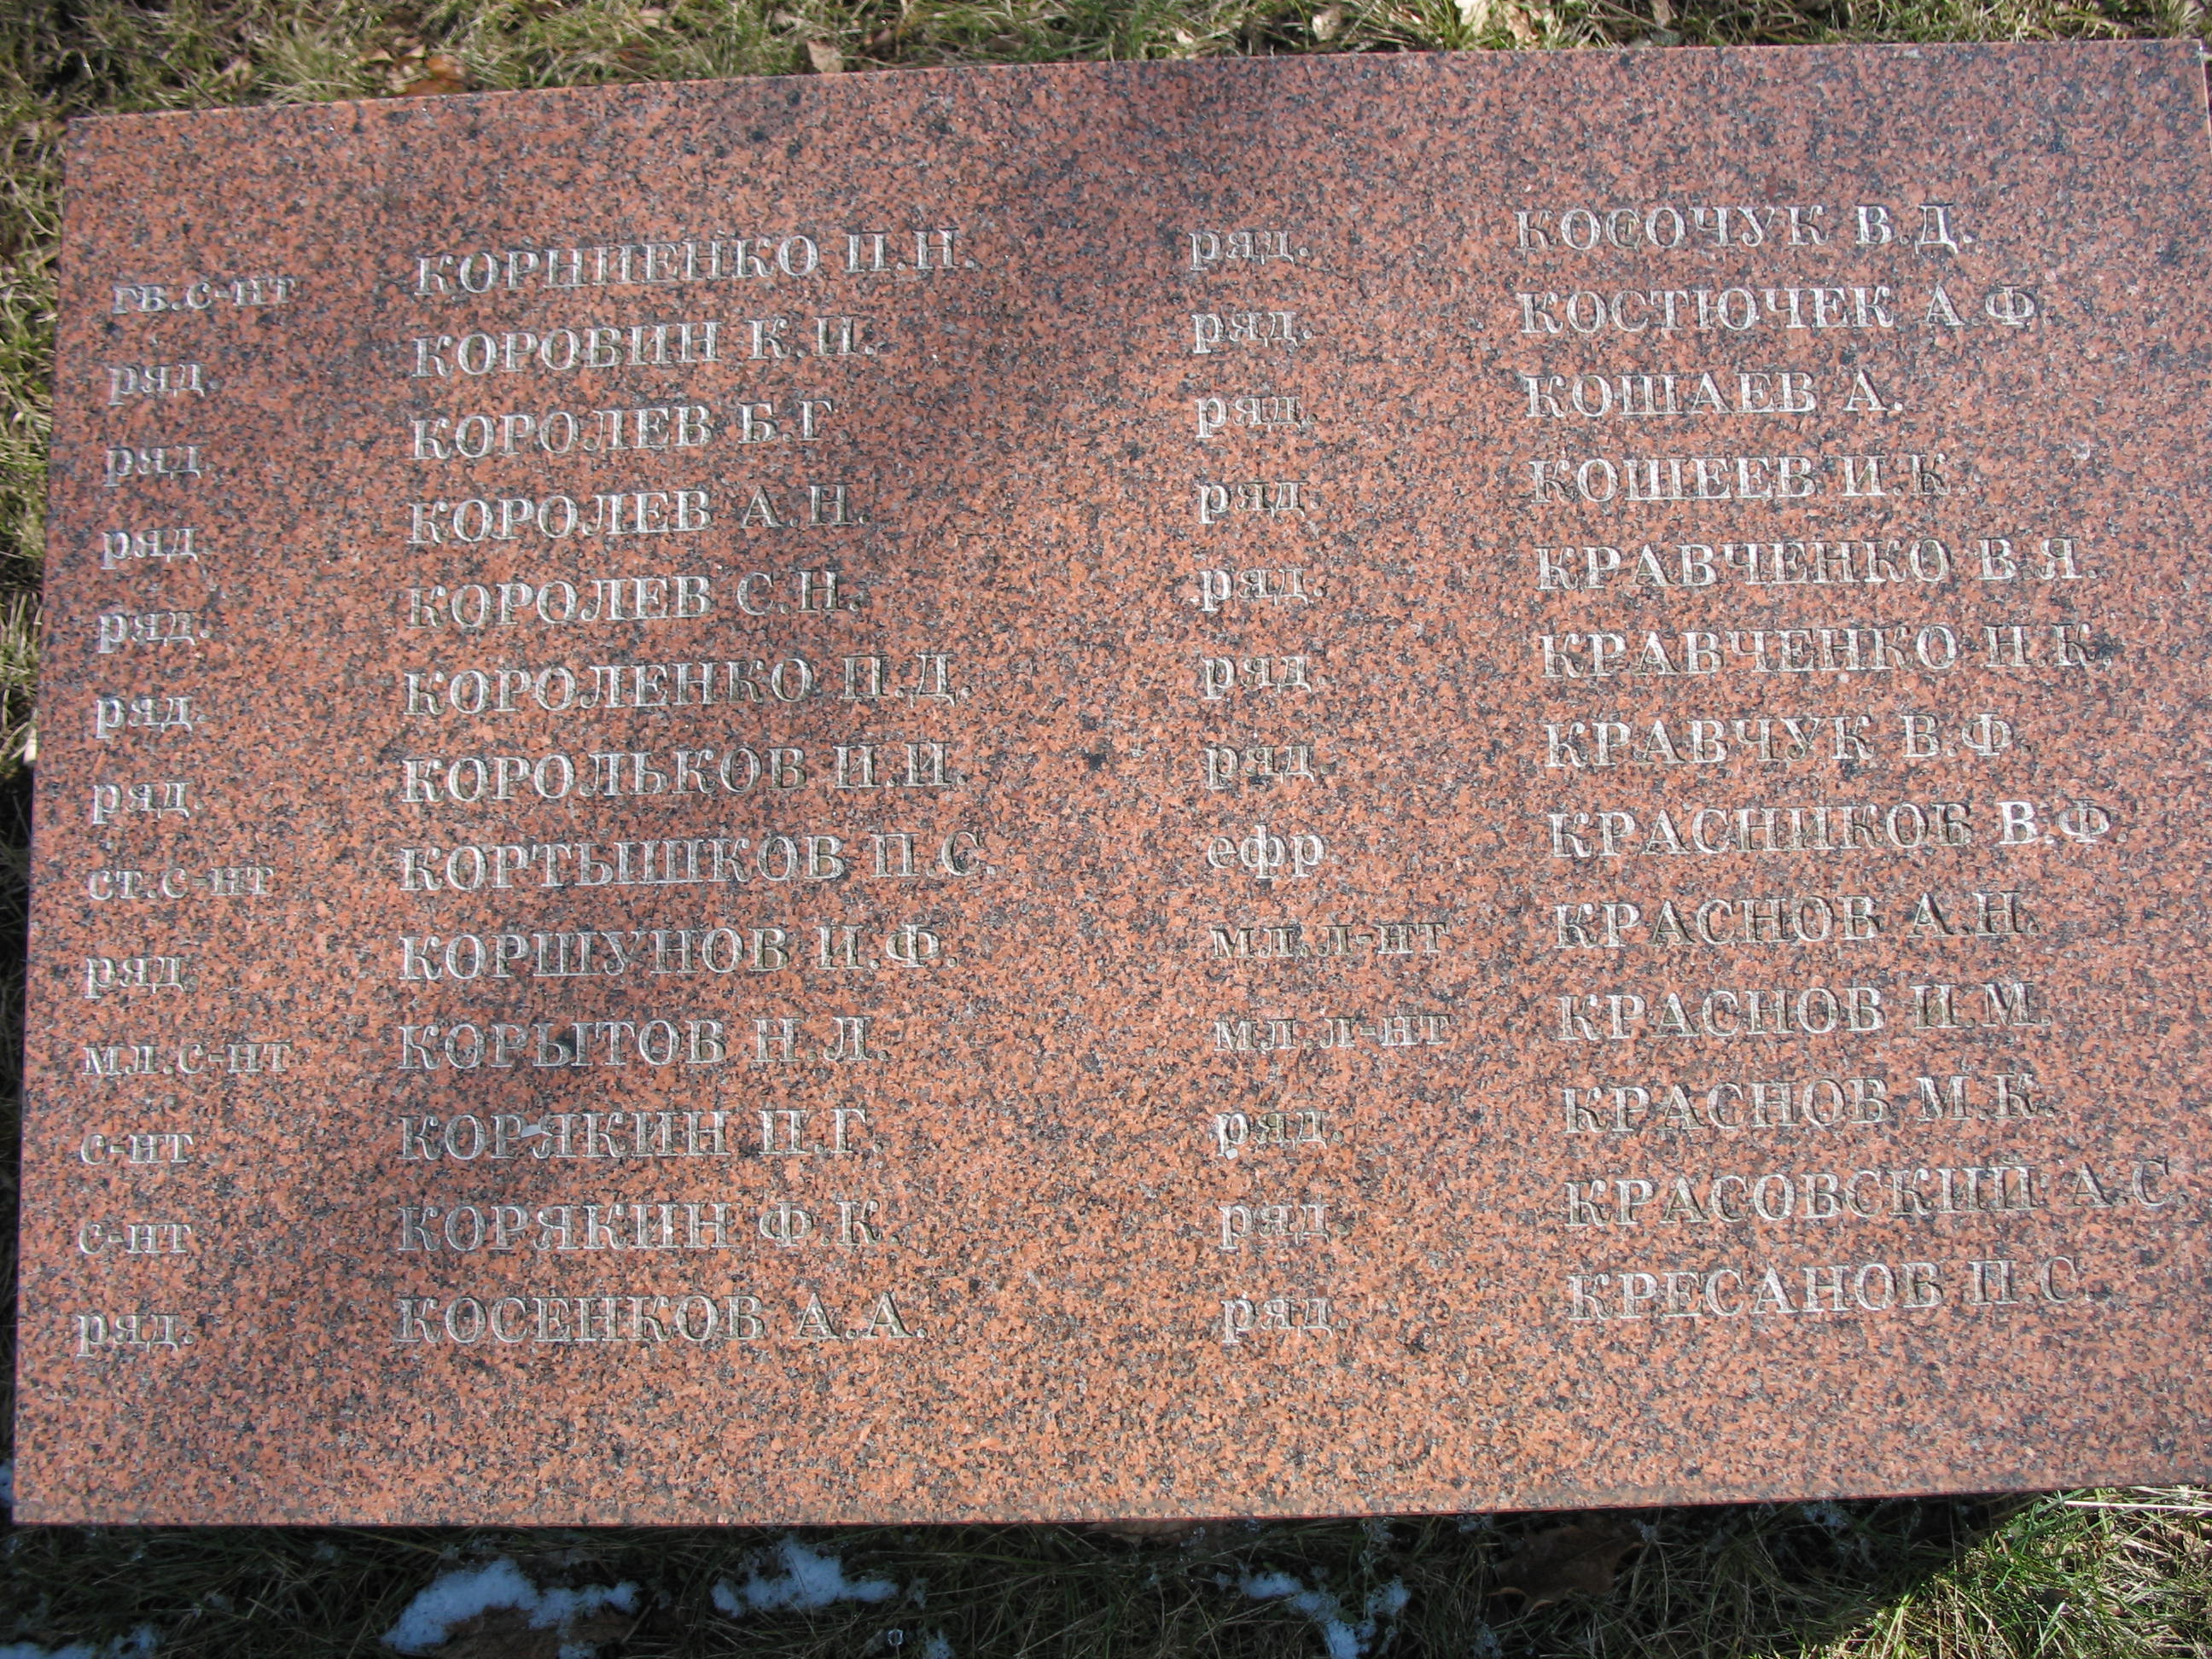 гв.с-нт КОРНИЕНКО П.Н.
ряд. КОРОВИН К.И.
ряд. КОРОЛЕВ Б.Г.
ряд. КОРОЛЕВ А.Н.
ряд. КОРОЛЕВ С.Н.
ряд. КОРОЛЕНКО П.Д.
ряд. КОРОЛЬКОВ И.И.
ст.с-нт КОРТЫШКОВ П.С.
ряд. КОРШУНОВ И.Ф.
мл.с-нт КОРЫТОВ Н.Л.
с-нт КОРЯКИН П.Г.
с-нт КОРЯКИН Ф.К.
ряд. КОСЕНКОВ А.А.
ряд. КОСОЧУК В.Д.
ряд. КОСТЮЧЕК А.Ф.
ряд. КОШАЕВ А.
ряд. КОШЕЕВ И.К.
ряд. КРАВЧЕНКО В.Я.
ряд. КРАВЧЕНКО Н.К.
ряд. КРАВЧУК В.Ф.
ефр. КРАСНИКОВ В.Ф.
мл.л-нт КРАСНОВ А.Н.
мл.л-нт КРАСНОВ И.М.
ряд. КРАСНОВ М.К.
ряд. КРАСОВСКИЙ А.С.
ряд. КРЕСАНОВ П.С.